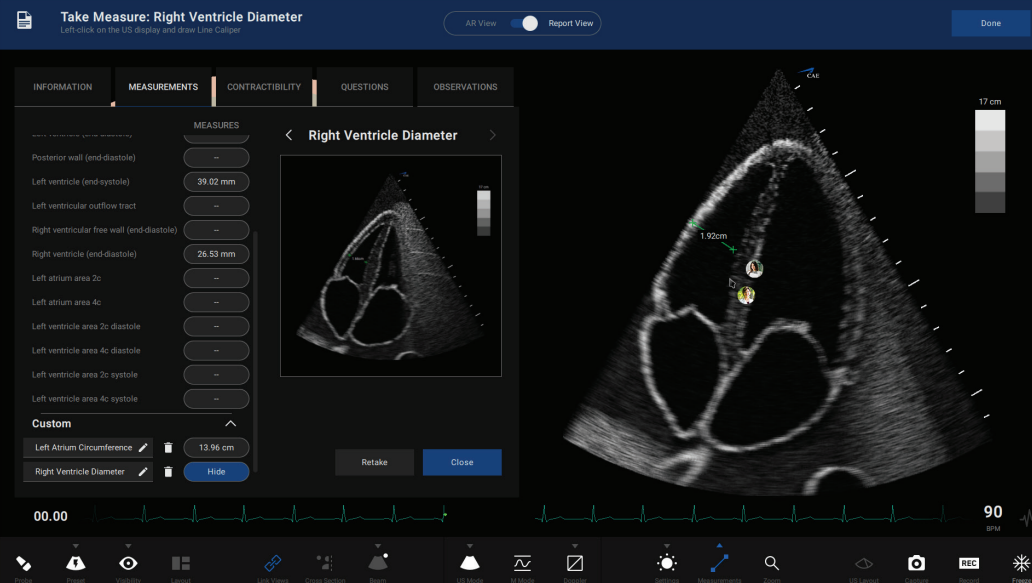 Take Measure: Right Ventricle Diameter
Left-click on the US display and draw Line Caliper
AR View
Report View
Done
INFORMATION
MEASUREMENTS
CONTRACTIBILITY
QUESTIONS
OBSERVATIONS
MEASURES
Posterior wall (end-diastole) --
Left ventricle (end-systole) 39.02 mm
Left ventricular outflow tract --
Right ventricular free wall (end-diastole) --
Right ventricle (end-diastole) 26.53 mm
Left atrium area 2c --
Left atrium area 4c --
Left ventricle area 2c diastole --
Left ventricle area 4c diastole --
Left ventricle area 2c systole --
Left ventricle area 4c systole --
Custom
Left Atrium Circumference 13.96 cm
Right Ventricle Diameter Hide
Right Ventricle Diameter
Retake
Close
CAE
17 cm
1.92cm
00.00
90
BPM
Probe
Preset
Visibility
Layout
Link Views
Cross Section
Beam
US Mode
M Mode
Doppler
Settings
Measurements
Zoom
US Layout
Capture
REC
Record